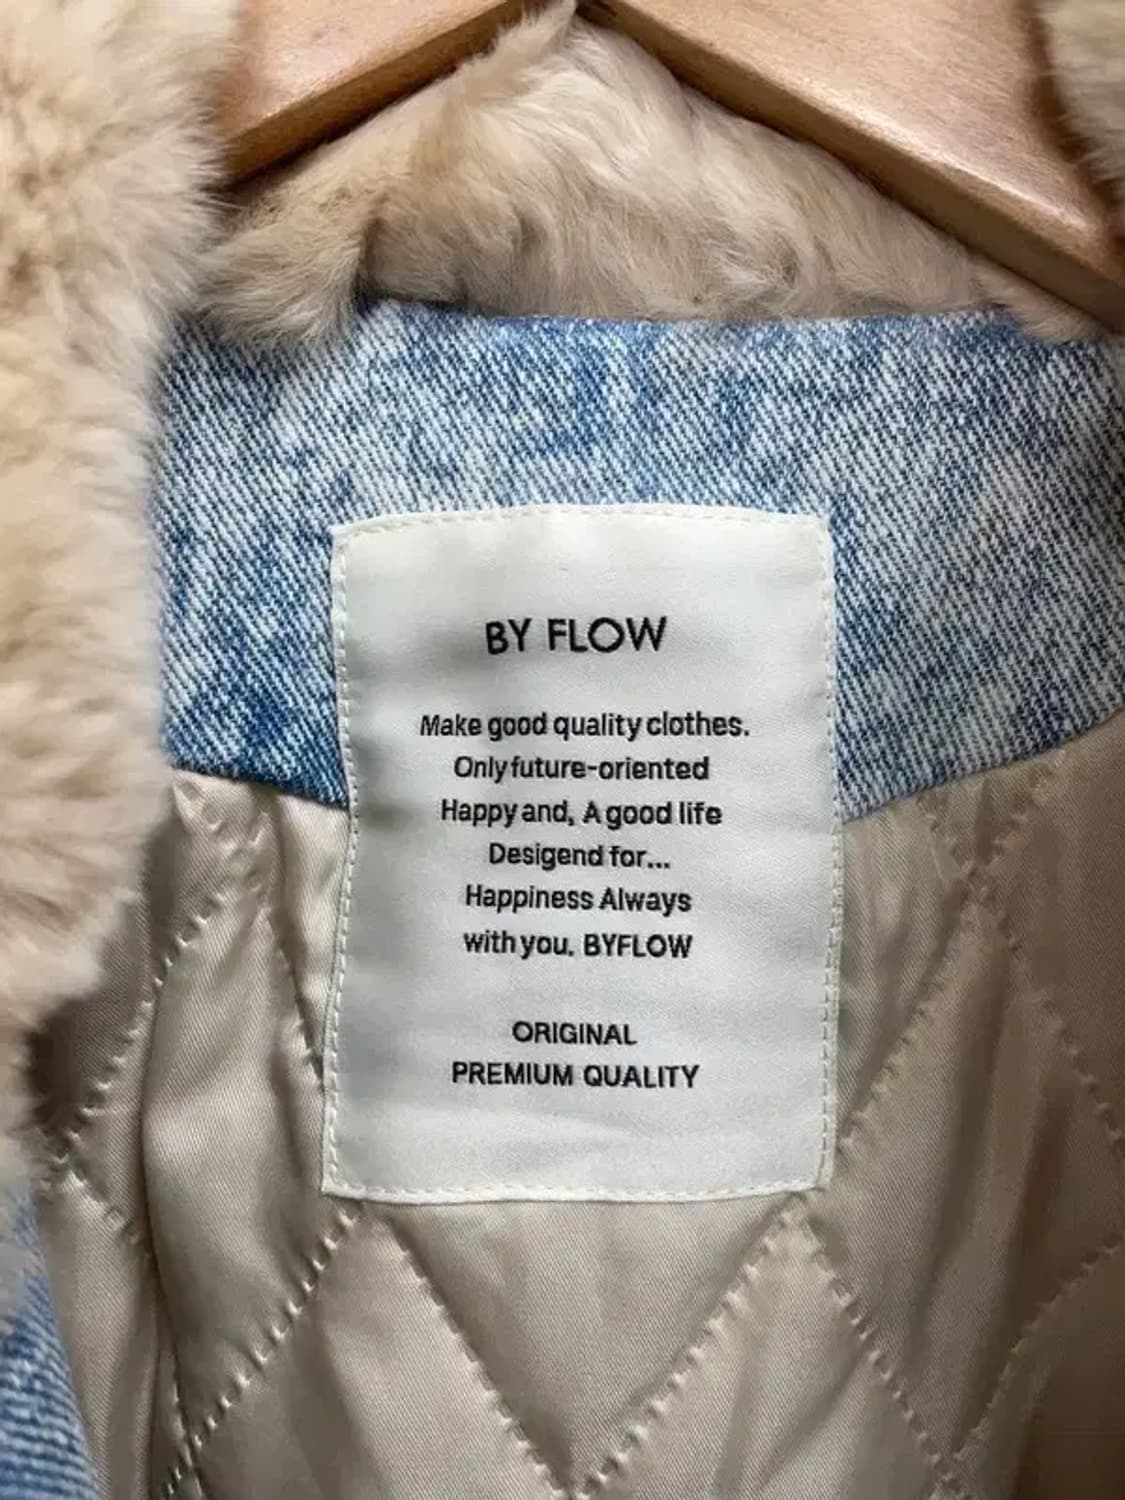 BY FLOW
Make good quality clothes.
Only future-oriented
Happy and, A good life
Desigend for...
Happiness Always
with you. BYFLOW
ORIGINAL
PREMIUM QUALITY